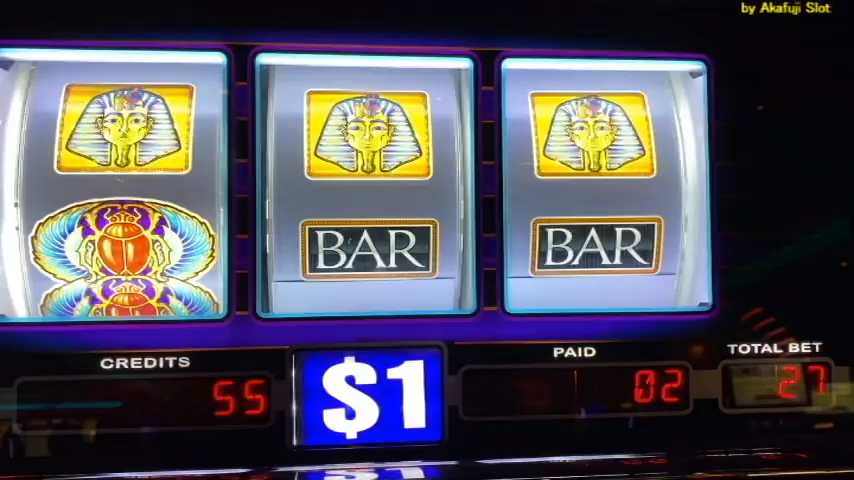 by Akafuji Slot
BAR BAR
CREDITS
PAID
TOTAL BET
55
$1
02
27